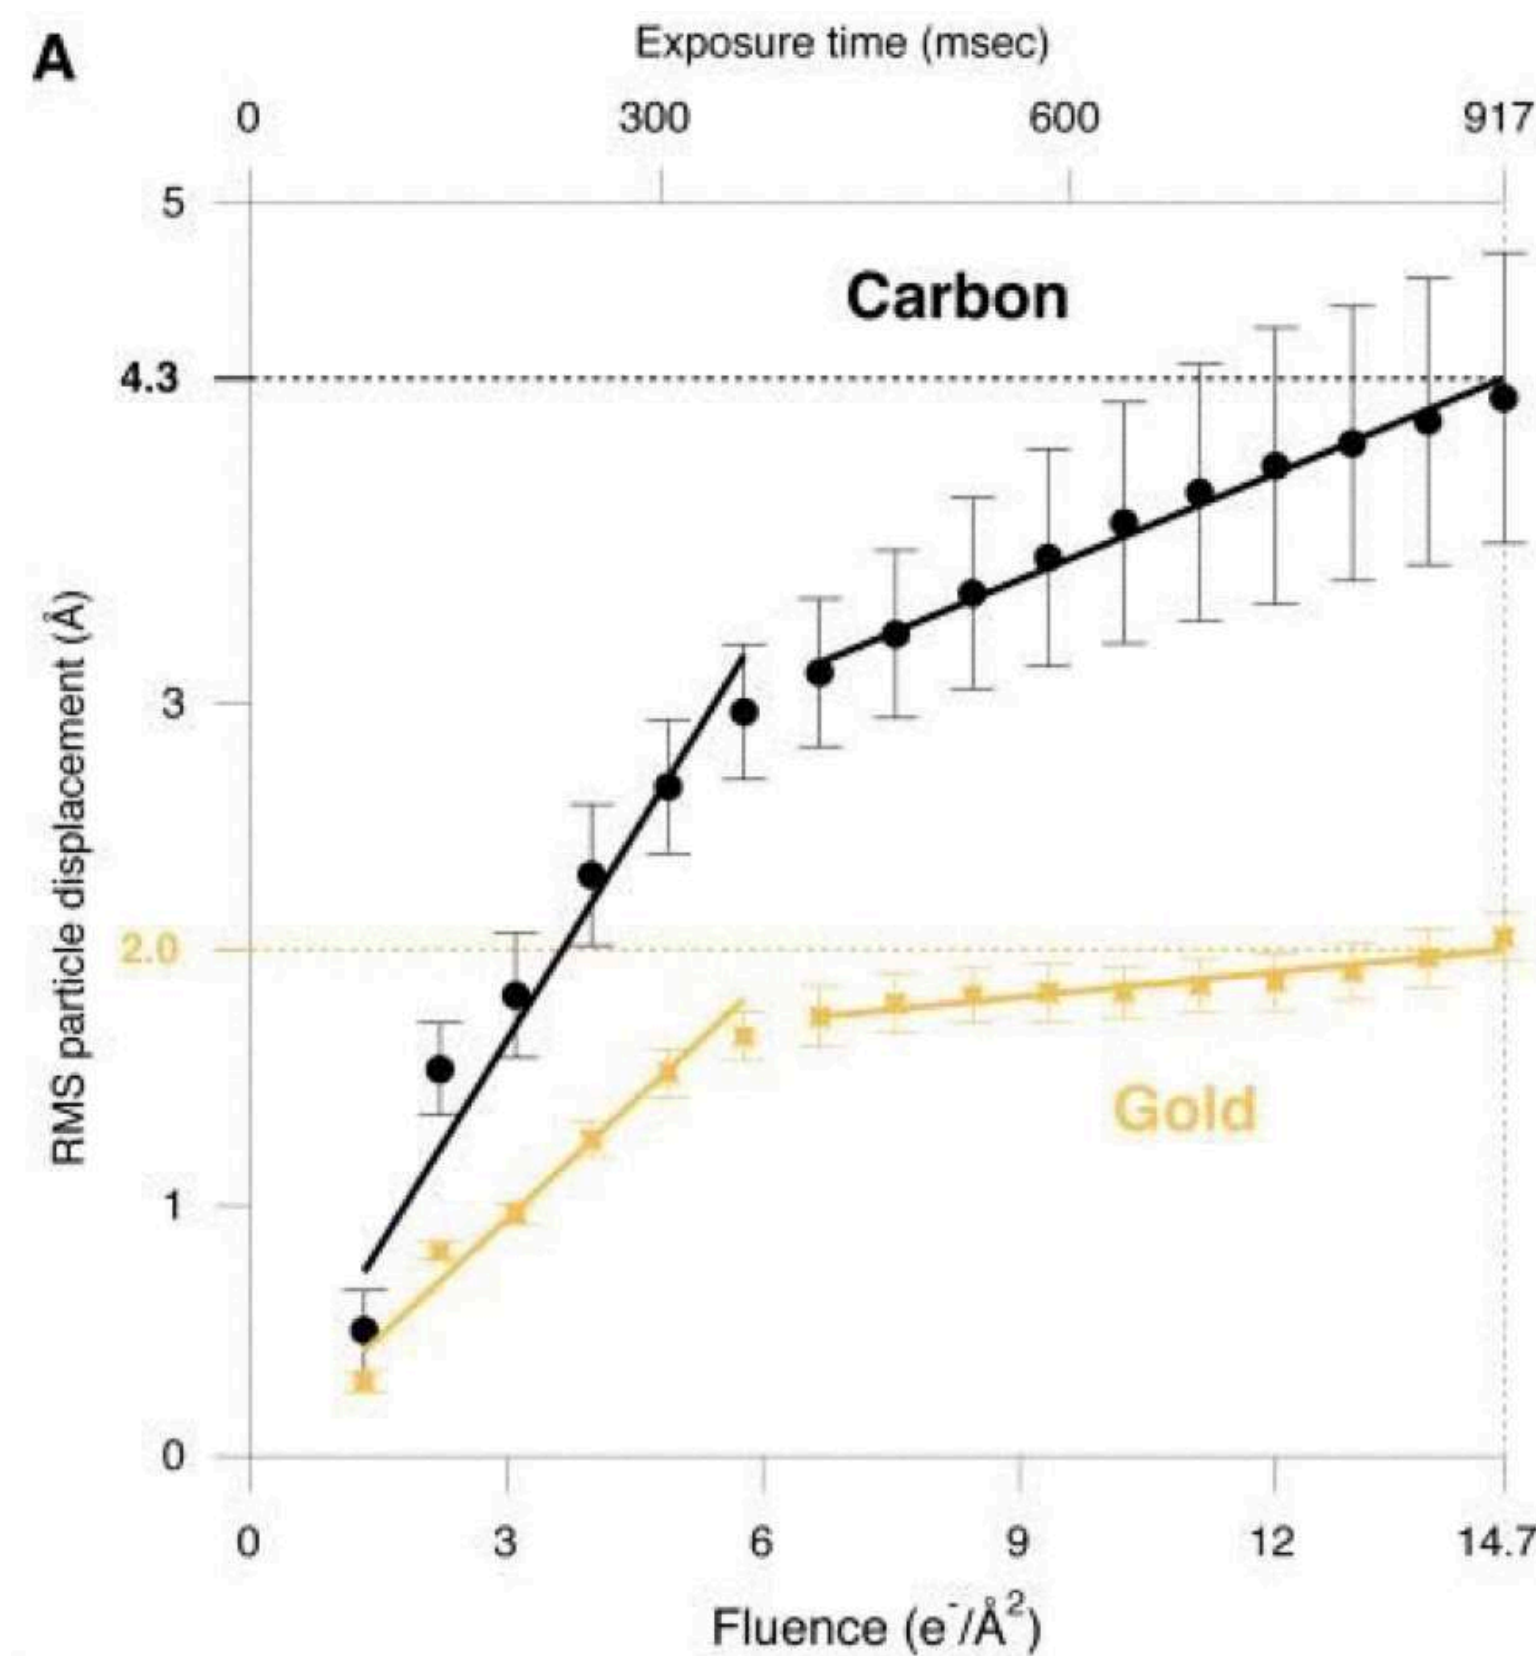 A
Exposure time (msec)
0 300 600 917
5
Carbon
4.3
3
RMS particle displacement (Å)
2.0
Gold
1
0
0 3 6 9 12 14.7
Fluence (e⁻/Å²)